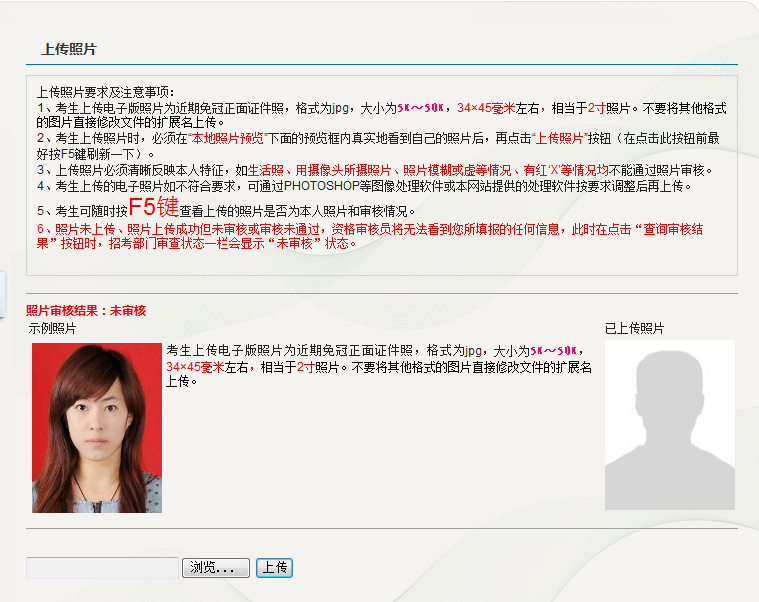 上传照片
上传照片要求及注意事项：
1、考生上传电子版照片为近期免冠正面证件照，格式为jpg，大小为5K～50K，34×45毫米左右，相当于2寸照片。不要将其他格式
的图片直接修改文件的扩展名上传。
2、考生上传照片时，必须在“本地照片预览”下面的预览框内真实地看到自己的照片后，再点击“上传照片”按钮（在点击此按钮前最
好按F5键刷新一下）。
3、上传照片必须清晰反映本人特征，如生活照、用摄像头所摄照片、照片模糊或虚等情况、有红‘X’等情况均不能通过照片审核。
4、考生上传的电子照片如不符合要求，可通过PHOTOSHOP等图像处理软件或本网站提供的处理软件按要求调整后再上传。
5、考生可随时按F5键查看上传的照片是否为本人照片和审核情况。
6、照片未上传、照片上传成功但未审核或审核未通过，资格审核员将无法看到您所填报的任何信息，此时在点击“查询审核结
果”按钮时，招考部门审查状态一栏会显示“未审核”状态。
照片审核结果：未审核
示例照片
已上传照片
考生上传电子版照片为近期免冠正面证件照，格式为jpg，大小为5K～50K，
34×45毫米左右，相当于2寸照片。不要将其他格式的图片直接修改文件的扩展名
上传。
浏览... 上传